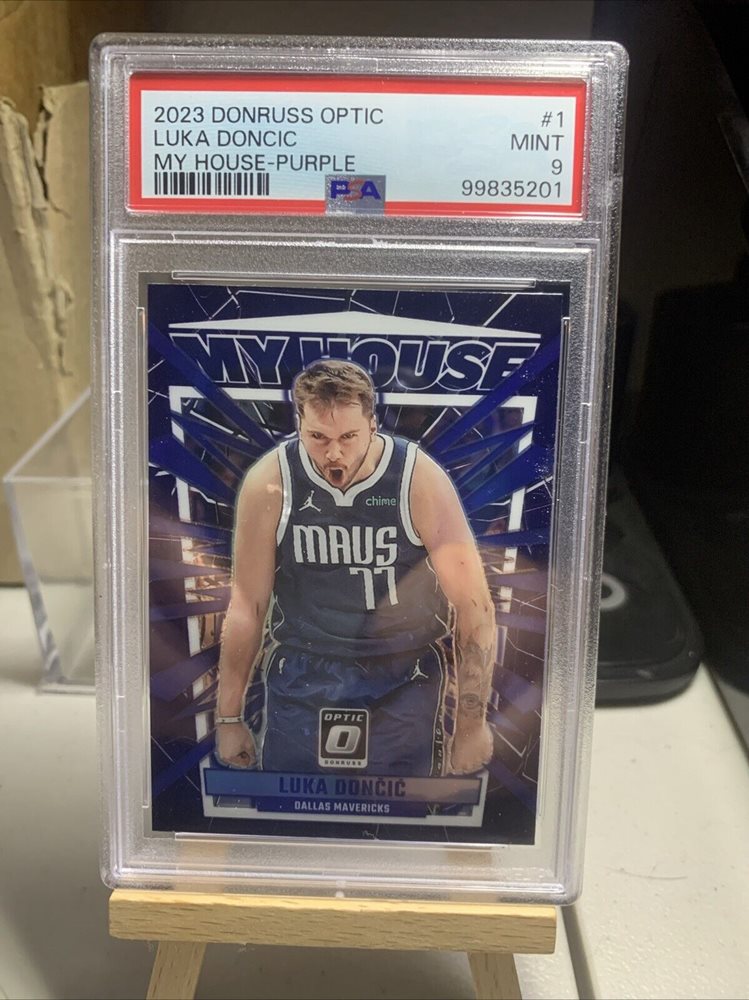 2023 DONRUSS OPTIC #1
LUKA DONCIC MINT
MY HOUSE-PURPLE 9
PSA 99835201
MY HOUSE
chime
MAVS
77
OPTIC
DONRUSS
LUKA DONČIĆ
DALLAS MAVERICKS